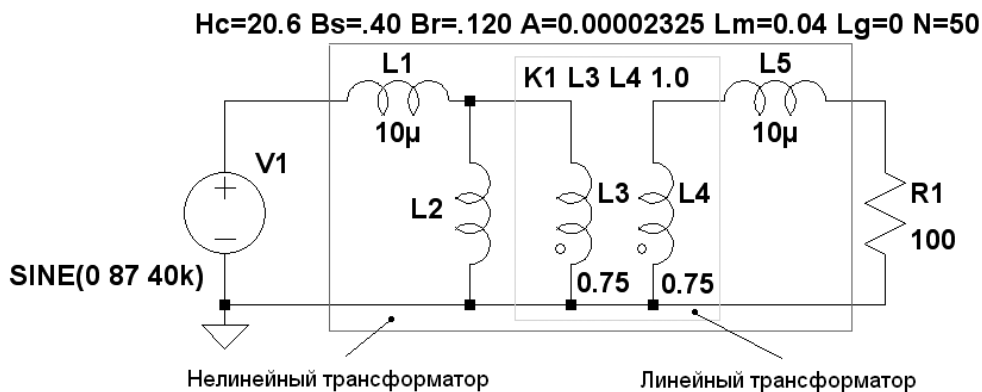 Hc=20.6 Bs=.40 Br=.120 A=0.00002325 Lm=0.04 Lg=0 N=50
L1
K1 L3 L4 1.0
L5
10µ
10µ
V1
L2
L3
L4
R1
100
SINE(0 87 40k)
0.75
0.75
Нелинейный трансформатор
Линейный трансформатор